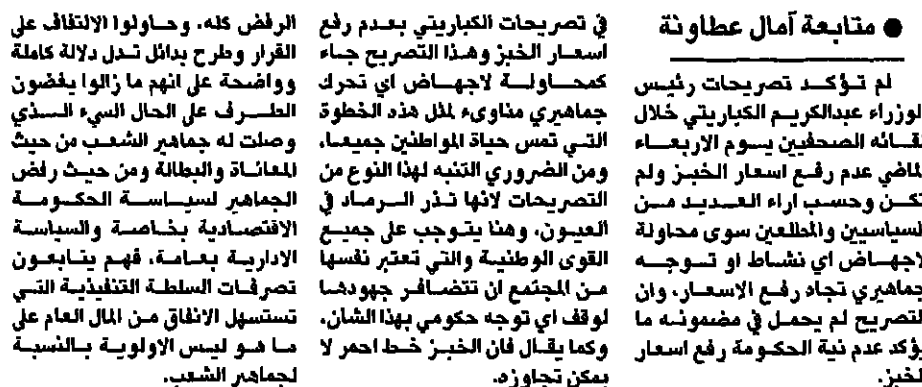 ● متابعة آمال عطاونة
لم تؤكد تصريحات رئيس
لوزراء عبدالكريم الكباريتي خلال
قائه الصحفيين يوم الاربعاء
لماضي عدم رفع اسعار الخبز ولم
تكن وحسب اراء العديد من
لسياسيين والمطلعين سوى محاولة
لاجهاض اي نشاط او توجه
جماهيري تجاه رفع الاسعار، وان
لتصريح لم يحمل في مضمونه ما
ؤكد عدم نية الحكومة رفع اسعار
لخبز.
في تصريحات الكباريتي بعدم رفع
اسعار الخبز وهذا التصريح جاء
كمحاولة لاجهاض اي تحرك
جماهيري مناوىء لمثل هذه الخطوة
التي تمس حياة المواطنين جميعا،
ومن الضروري التنبه لهذا النوع من
التصريحات لانها تذر الرماد في
العيون، وهنا يتوجب على جميع
القوى الوطنية والتي تعتبر نفسها
من المجتمع ان تتضافر جهودها
لوقف اي توجه حكومي بهذا الشان،
وكما يقال فان الخبز خط احمر لا
يمكن تجاوزه.
الرفض كله، وحاولوا الالتفاف على
القرار وطرح بدائل تدل دلالة كاملة
وواضحة على انهم ما زالوا يغضون
الطرف على الحال السيء الذي
وصلت له جماهير الشعب من حيث
المعاناة والبطالة ومن حيث رفض
الجماهير لسياسة الحكومة
الاقتصادية بخاصة والسياسة
الادارية بعامة، فهم يتابعون
تصرفات السلطة التنفيذية التي
تستسهل الانفاق من المال العام على
ما هو ليس الاولوية بالنسبة
لجماهير الشعب.